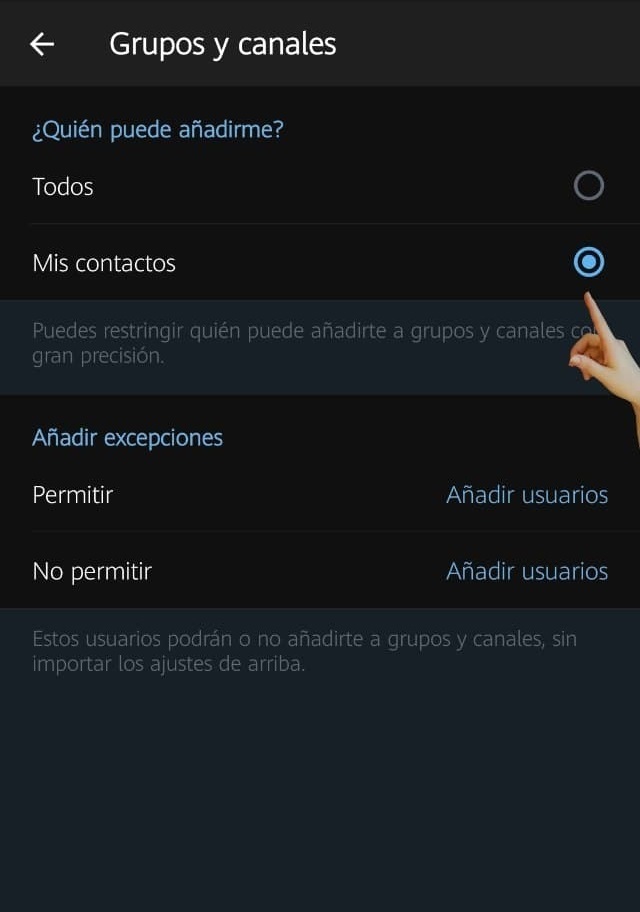 Grupos y canales
¿Quién puede añadirme?
Todos
Mis contactos
Puedes restringir quién puede añadirte a grupos y canales con
gran precisión.
Añadir excepciones
Permitir
Añadir usuarios
No permitir
Añadir usuarios
Estos usuarios podrán o no añadirte a grupos y canales, sin
importar los ajustes de arriba.